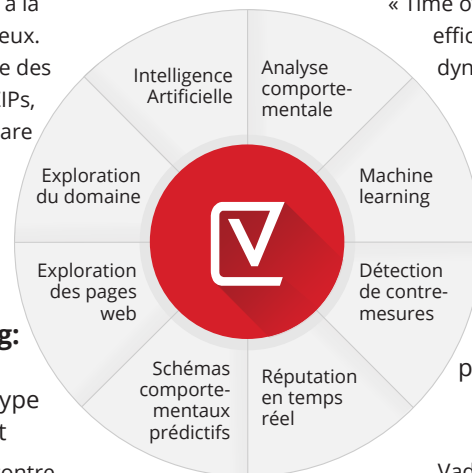 à la
eux.
e des
IPs,
are
« Time o
effic
dyn
Intelligence
Artificielle
Analyse
comporte-
mentale
Machine
learning
Détection
de contre-
mesures
Réputation
en temps
réel
Schémas
comporte-
mentaux
prédictifs
Exploration
des pages
web
Exploration
du domaine
V
g:
ype
t
ontre
p
Vad